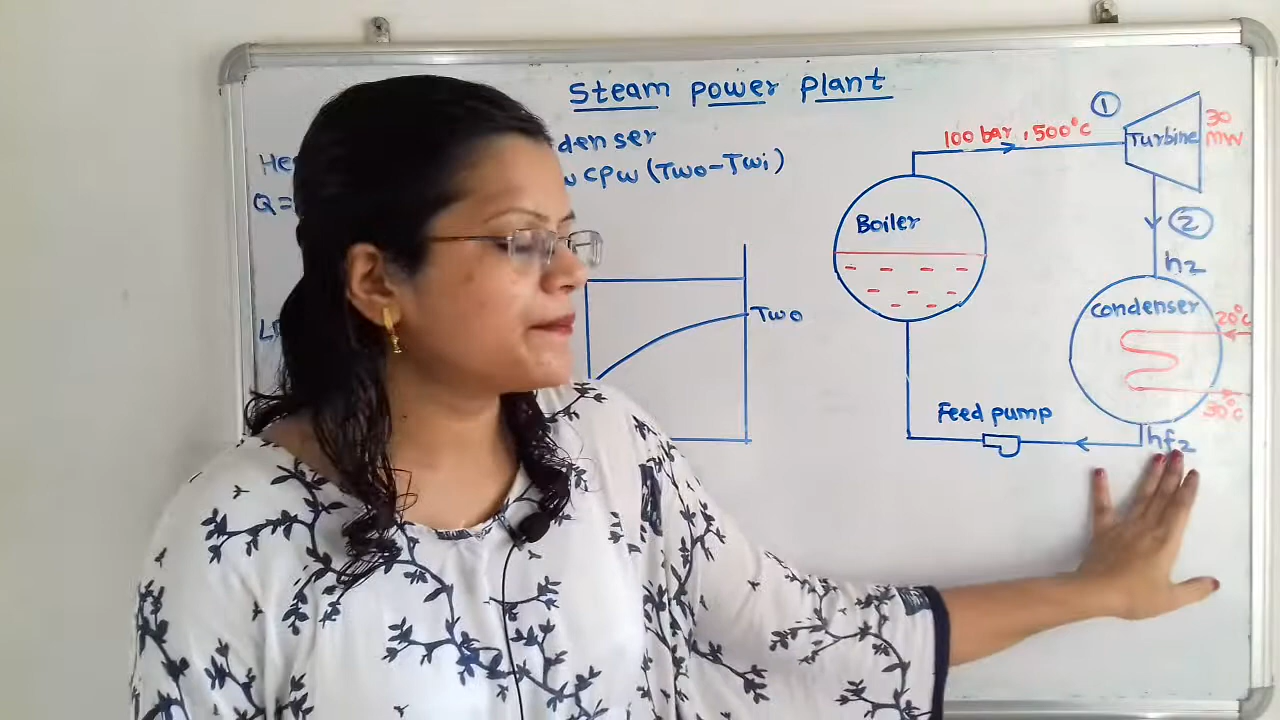 Steam power plant
denser
CPW (Two-Twi)
Q=
Two
100 bar, 500°C
1
Turbine
30
MW
2
h2
Boiler
Condenser
20°C
30°C
Feed pump
hf2